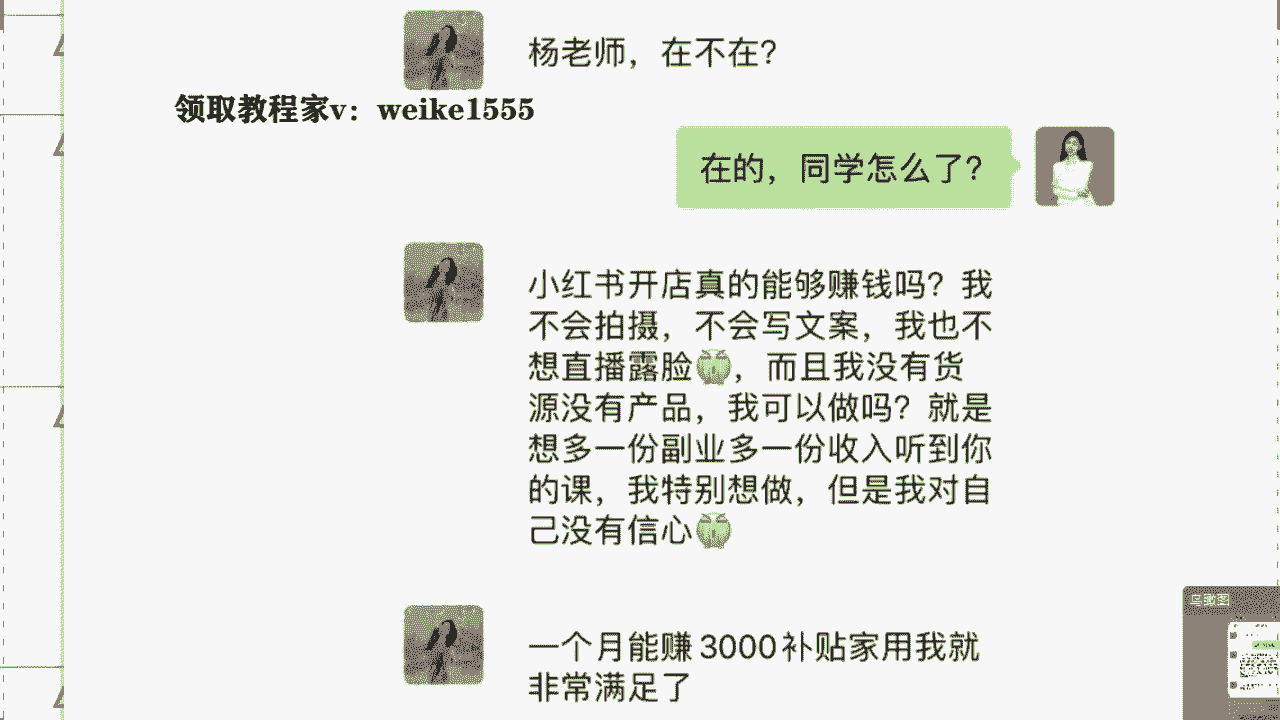 杨老师，在不在？
领取教程家v：weike1555
在的，同学怎么了？
小红书开店真的能够赚钱吗？我
不会拍摄，不会写文案，我也不
想直播露脸，而且我没有货
源没有产品，我可以做吗？就是
想多一份副业多一份收入听到你
的课，我特别想做，但是我对自
己没有信心
一个月能赚3000补贴家用我就
非常满足了
鸟瞰图